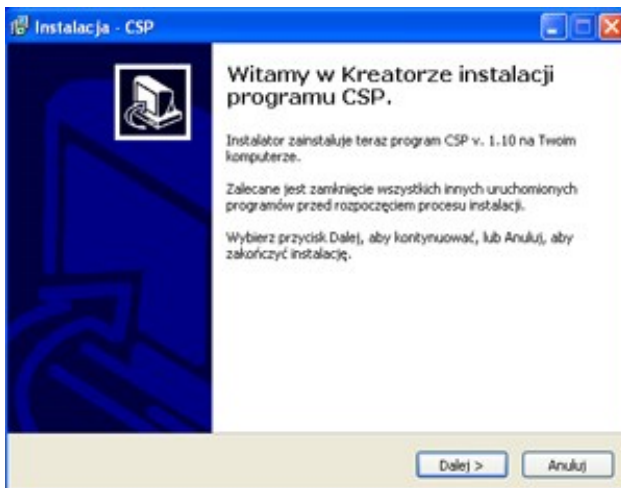 Instalacja - CSP
Witamy w Kreatorze instalacji
programu CSP.
Instalator zainstaluje teraz program CSP v. 1.10 na Twoim
komputerze.
Zalecane jest zamknięcie wszystkich innych uruchomionych
programów przed rozpoczęciem procesu instalacji.
Wybierz przycisk Dalej, aby kontynuować, lub Anuluj, aby
zakończyć instalację.
Dalej >
Anuluj